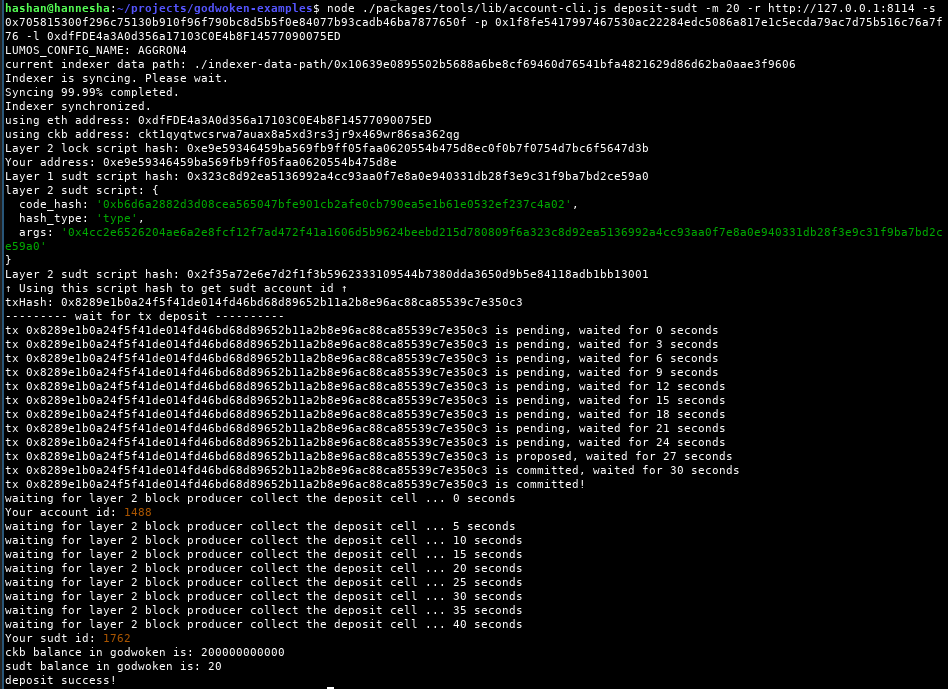 hashan@hannesha:~/projects/godwoken-examples$ node ./packages/tools/lib/account-cli.js deposit-sudt -m 20 -r http://127.0.0.1:8114 -s
0x705815300f296c75130b910f96f790bc8d5b5f0e84077b93cadb46ba7877650f -p 0x1f8fe5417997467530ac22284edc5086a817e1c5ecda79ac7d75b516c76a7f
76 -l 0xdfFDE4a3A0d356a17103C0E4b8F14577090075ED
LUMOS_CONFIG_NAME: AGGRON4
current indexer data path: ./indexer-data-path/0x10639e0895502b5688a6be8cf69460d76541bfa4821629d86d62ba0aae3f9606
Indexer is syncing. Please wait.
Syncing 99.99% completed.
Indexer synchronized.
using eth address: 0xdfFDE4a3A0d356a17103C0E4b8F14577090075ED
using ckb address: ckt1qyqtwcsrwa7auax8a5xd3rs3jr9x469wr86sa362qg
Layer 2 lock script hash: 0xe9e59346459ba569fb9ff05faa0620554b475d8ec0f0b7f0754d7bc6f5647d3b
Your address: 0xe9e59346459ba569fb9ff05faa0620554b475d8e
Layer 1 sudt script hash: 0x323c8d92ea5136992a4cc93aa0f7e8a0e940331db28f3e9c31f9ba7bd2ce59a0
layer 2 sudt script: {
  code_hash: '0xb6d6a2882d3d08cea565047bfe901cb2afe0cb790ea5e1b61e0532ef237c4a02',
  hash_type: 'type',
  args: '0x4cc2e6526204ae6a2e8fcf12f7ad472f41a1606d5b9624beebd215d780809f6a323c8d92ea5136992a4cc93aa0f7e8a0e940331db28f3e9c31f9ba7bd2c
e59a0'
}
Layer 2 sudt script hash: 0x2f35a72e6e7d2f1f3b5962333109544b7380dda3650d9b5e84118adb1bb13001
↑ Using this script hash to get sudt account id ↑
txHash: 0x8289e1b0a24f5f41de014fd46bd68d89652b11a2b8e96ac88ca85539c7e350c3
--------- wait for tx deposit ----------
tx 0x8289e1b0a24f5f41de014fd46bd68d89652b11a2b8e96ac88ca85539c7e350c3 is pending, waited for 0 seconds
tx 0x8289e1b0a24f5f41de014fd46bd68d89652b11a2b8e96ac88ca85539c7e350c3 is pending, waited for 3 seconds
tx 0x8289e1b0a24f5f41de014fd46bd68d89652b11a2b8e96ac88ca85539c7e350c3 is pending, waited for 6 seconds
tx 0x8289e1b0a24f5f41de014fd46bd68d89652b11a2b8e96ac88ca85539c7e350c3 is pending, waited for 9 seconds
tx 0x8289e1b0a24f5f41de014fd46bd68d89652b11a2b8e96ac88ca85539c7e350c3 is pending, waited for 12 seconds
tx 0x8289e1b0a24f5f41de014fd46bd68d89652b11a2b8e96ac88ca85539c7e350c3 is pending, waited for 15 seconds
tx 0x8289e1b0a24f5f41de014fd46bd68d89652b11a2b8e96ac88ca85539c7e350c3 is pending, waited for 18 seconds
tx 0x8289e1b0a24f5f41de014fd46bd68d89652b11a2b8e96ac88ca85539c7e350c3 is pending, waited for 21 seconds
tx 0x8289e1b0a24f5f41de014fd46bd68d89652b11a2b8e96ac88ca85539c7e350c3 is pending, waited for 24 seconds
tx 0x8289e1b0a24f5f41de014fd46bd68d89652b11a2b8e96ac88ca85539c7e350c3 is proposed, waited for 27 seconds
tx 0x8289e1b0a24f5f41de014fd46bd68d89652b11a2b8e96ac88ca85539c7e350c3 is committed, waited for 30 seconds
tx 0x8289e1b0a24f5f41de014fd46bd68d89652b11a2b8e96ac88ca85539c7e350c3 is committed!
waiting for layer 2 block producer collect the deposit cell ... 0 seconds
Your account id: 1488
waiting for layer 2 block producer collect the deposit cell ... 5 seconds
waiting for layer 2 block producer collect the deposit cell ... 10 seconds
waiting for layer 2 block producer collect the deposit cell ... 15 seconds
waiting for layer 2 block producer collect the deposit cell ... 20 seconds
waiting for layer 2 block producer collect the deposit cell ... 25 seconds
waiting for layer 2 block producer collect the deposit cell ... 30 seconds
waiting for layer 2 block producer collect the deposit cell ... 35 seconds
waiting for layer 2 block producer collect the deposit cell ... 40 seconds
Your sudt id: 1762
ckb balance in godwoken is: 200000000000
sudt balance in godwoken is: 20
deposit success!